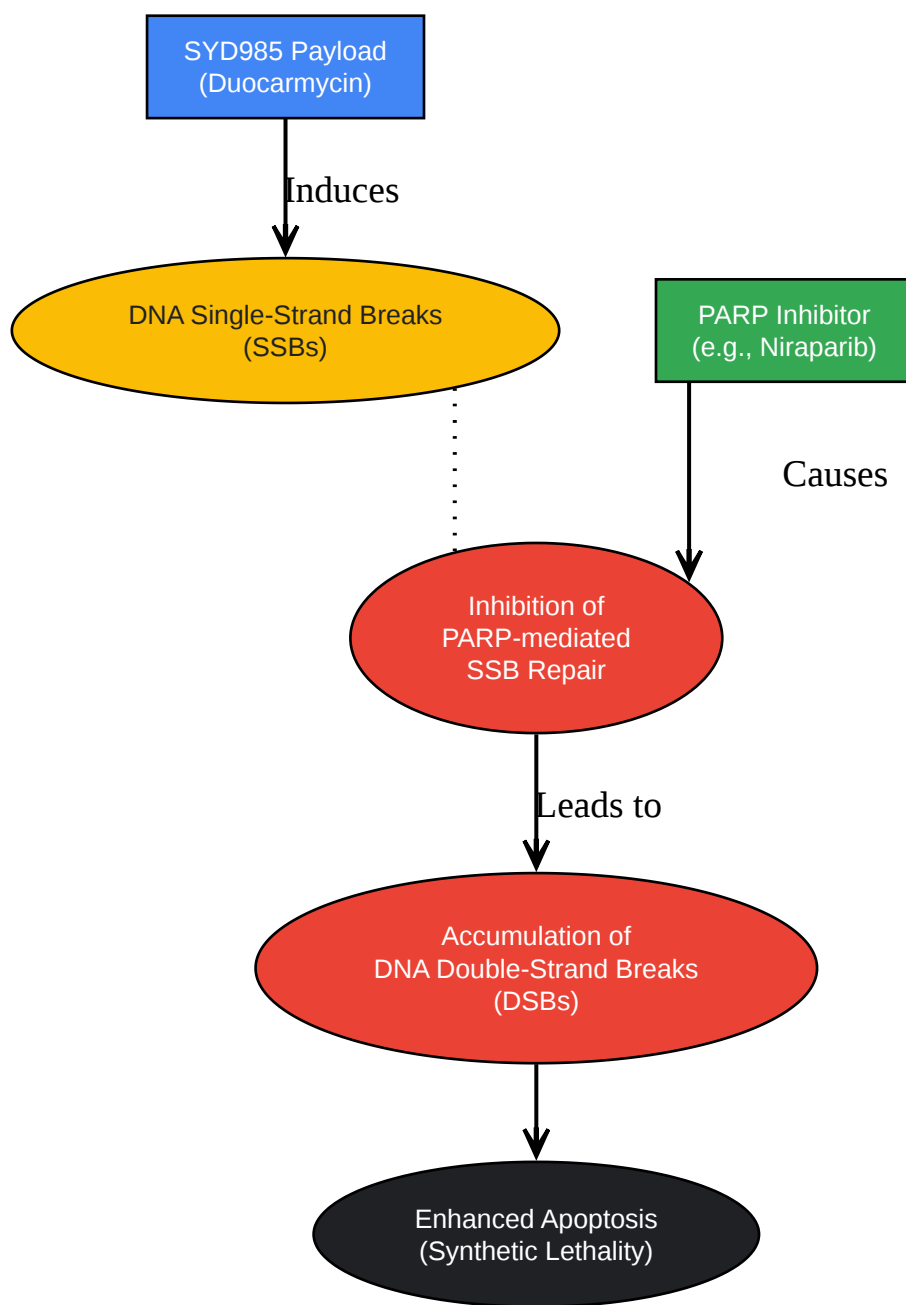 SYD985 Payload
(Duocarmycin)
Induces
DNA Single-Strand Breaks
(SSBs)
PARP Inhibitor
(e.g., Niraparib)
Causes
Inhibition of
PARP-mediated
SSB Repair
Leads to
Accumulation of
DNA Double-Strand Breaks
(DSBs)
Enhanced Apoptosis
(Synthetic Lethality)